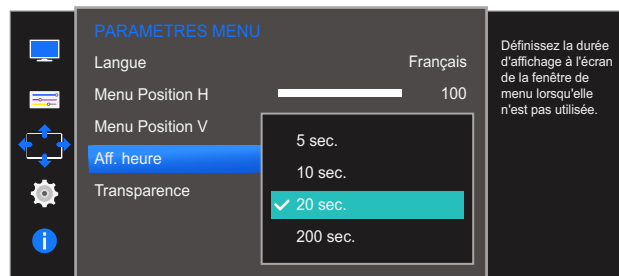 PARAMETRES MENU
Langue Français
Menu Position H 100
Menu Position V
Aff. heure
Transparence
5 sec.
10 sec.
20 sec.
200 sec.
Définissez la durée
d'affichage à l'écran
de la fenêtre de
menu lorsqu'elle
n'est pas utilisée.